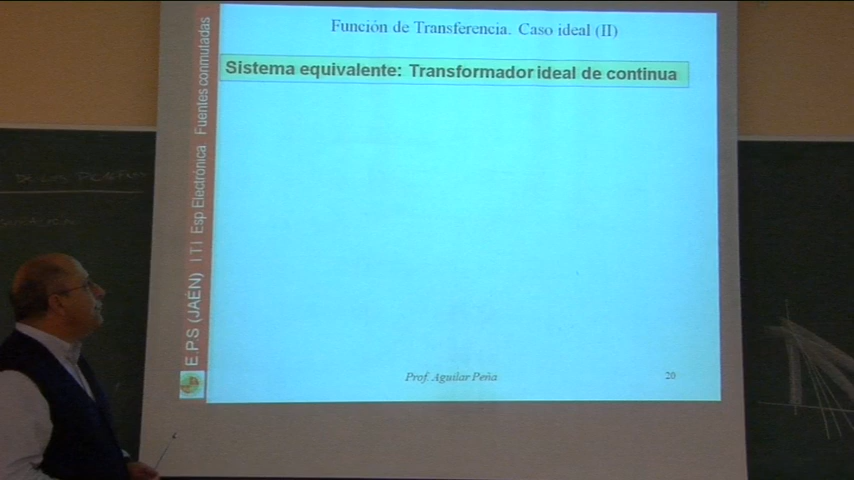 Función de Transferencia. Caso ideal (II)
Sistema equivalente: Transformador ideal de continua
E.P.S (JAÉN) I T I Esp Electrónica Fuentes conmutadas
Prof. Aguilar Peña
20